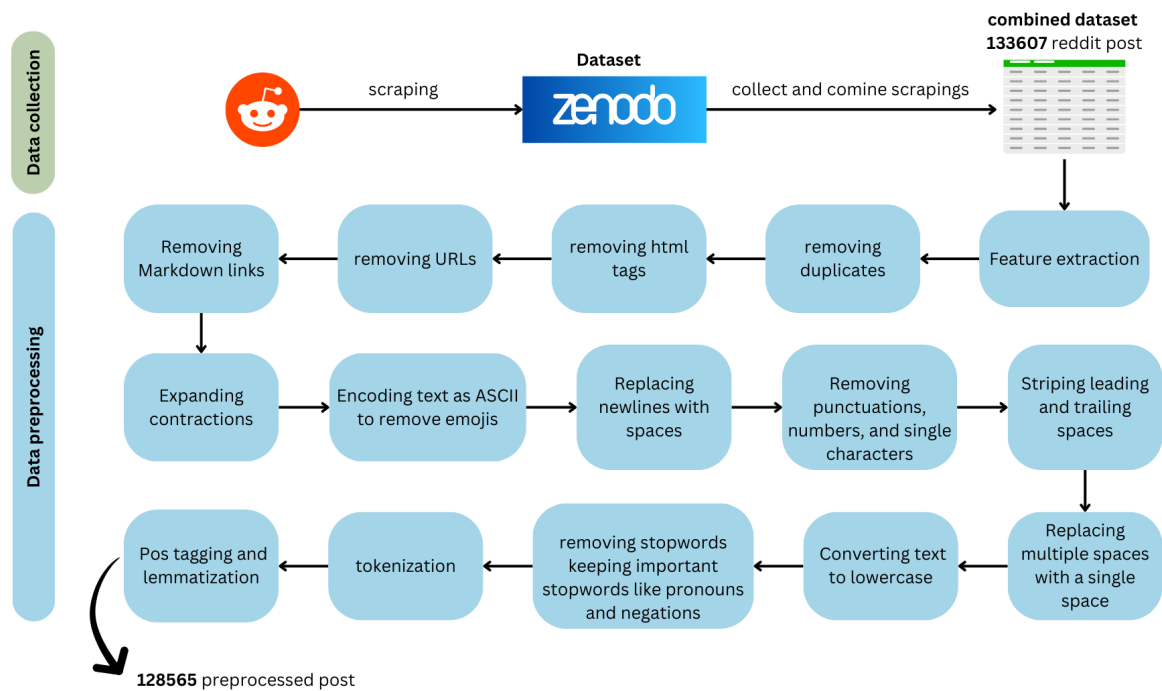 combined dataset
133607 reddit post
Data collection
Dataset
scraping
zenodo
collect and comine scrapings
Data preprocessing
Removing
Markdown links
removing URLs
removing html
tags
removing
duplicates
Feature extraction
Expanding
contractions
Encoding text as ASCII
to remove emojis
Replacing
newlines with
spaces
Removing
punctuations,
numbers, and single
characters
Striping leading
and trailing
spaces
Pos tagging and
lemmatization
tokenization
removing stopwords
keeping important
stopwords like pronouns
and negations
Converting text
to lowercase
Replacing
multiple spaces
with a single
space
128565 preprocessed post